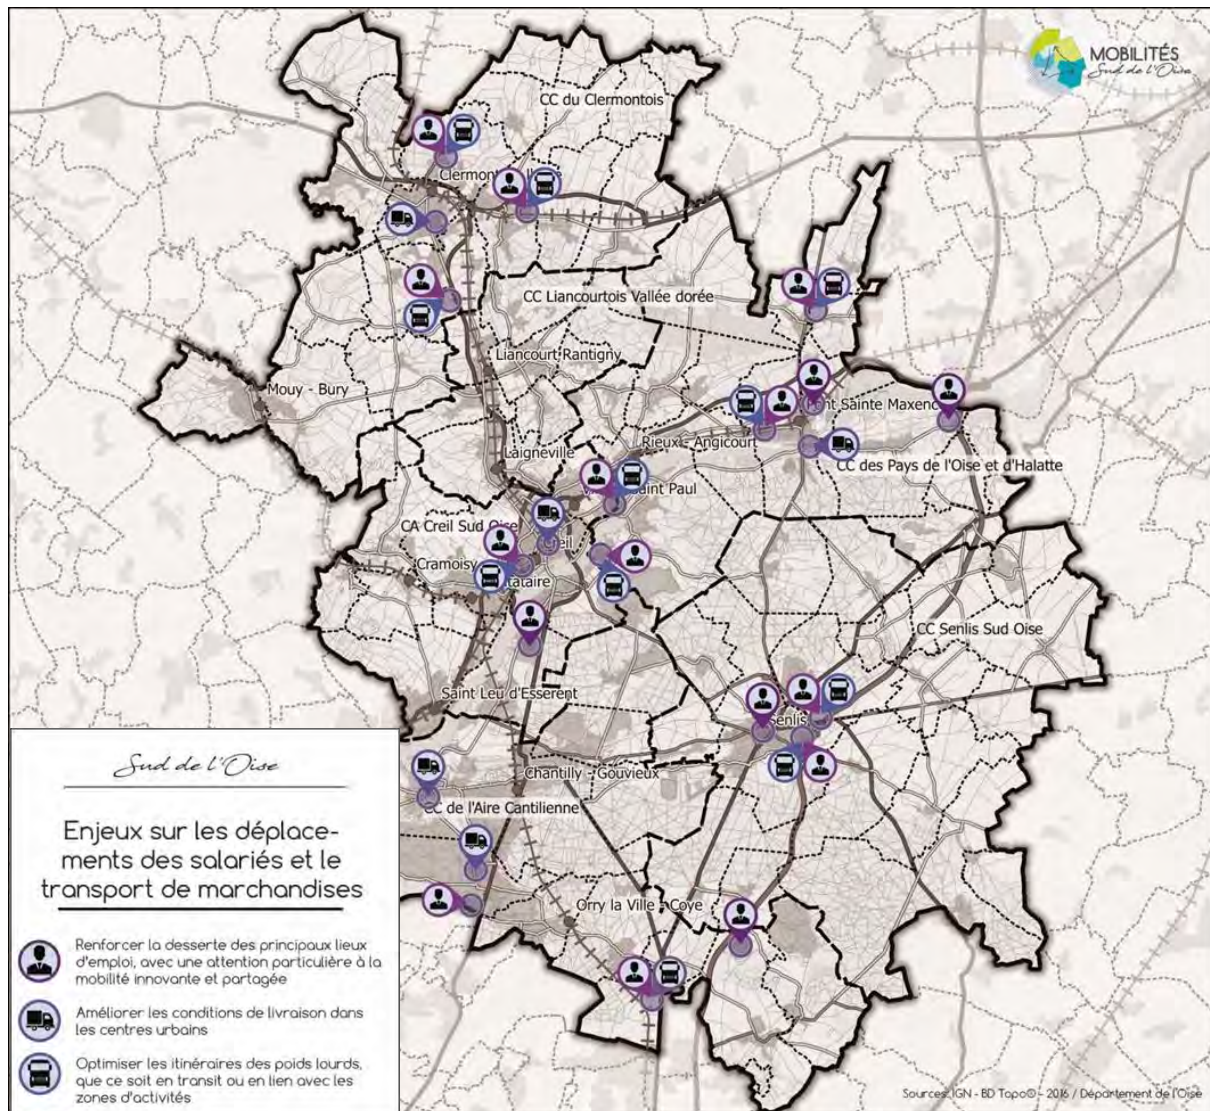 MOBILITÉS
Sud de l'Oise
CC du Clermontois
Clermont
CC Liancourtois Vallée dorée
Liancourt Rantigny
Mouy - Bury
Pont Sainte Maxence
Rieux - Angicourt
Laigneville
CC des Pays de l'Oise et d'Halatte
Saint Paul
CA Creil Sud Oise
Creil
Cramoisy
CC Senlis Sud Oise
Saint Leu d'Esserent
Senlis
Chantilly - Gouvieux
CC de l'Aire Cantilienne
Orry la Ville - Coye
Sud de l'Oise
Enjeux sur les déplace-
ments des salariés et le
transport de marchandises
Renforcer la desserte des principaux lieux
d'emploi, avec une attention particulière à la
mobilité innovante et partagée
Améliorer les conditions de livraison dans
les centres urbains
Optimiser les itinéraires des poids lourds,
que ce soit en transit ou en lien avec les
zones d'activités
Sources: IGN - BD Topo© - 2016 / Département de l'Oise